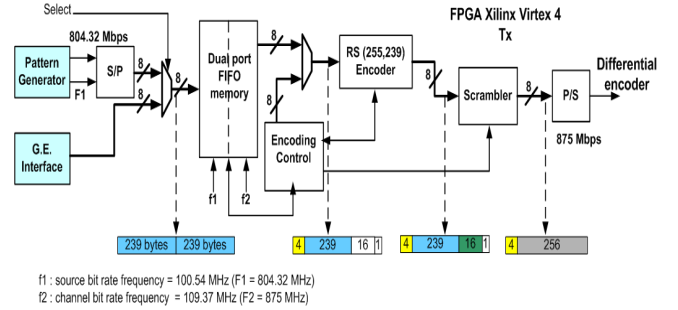 Select
FPGA Xilinx Virtex 4
Tx
804.32 Mbps
Pattern
Generator
S/P
F1
8
8
8
G.E.
Interface
Dual port
FIFO
memory
f1
f2
8
8
Encoding
Control
RS (255,239)
Encoder
8
Scrambler
8
P/S
875 Mbps
Differential
encoder
239 bytes 239 bytes
4 239 16 1
4 239 16 1
4 256
f1 : source bit rate frequency = 100.54 MHz (F1 = 804.32 MHz)
f2 : channel bit rate frequency = 109.37 MHz (F2 = 875 MHz)